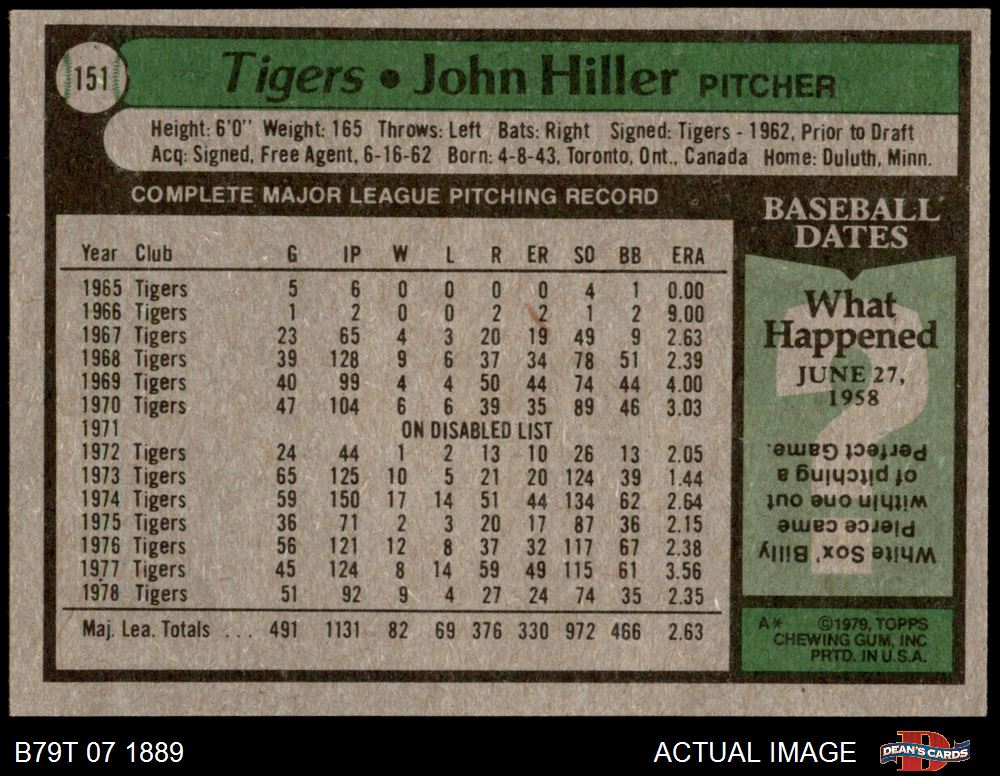 151
Tigers • John Hiller PITCHER
Height: 6'0" Weight: 165 Throws: Left Bats: Right Signed: Tigers - 1962, Prior to Draft
Acq: Signed, Free Agent, 6-16-62 Born: 4-8-43, Toronto, Ont., Canada Home: Duluth, Minn.
COMPLETE MAJOR LEAGUE PITCHING RECORD
Year Club G IP W L R ER SO BB ERA
1965 Tigers 5 6 0 0 0 0 4 1 0.00
1966 Tigers 1 2 0 0 2 2 1 2 9.00
1967 Tigers 23 65 4 3 20 19 49 9 2.63
1968 Tigers 39 128 9 6 37 34 78 51 2.39
1969 Tigers 40 99 4 4 50 44 74 44 4.00
1970 Tigers 47 104 6 6 39 35 89 46 3.03
1971 ON DISABLED LIST
1972 Tigers 24 44 1 2 13 10 26 13 2.05
1973 Tigers 65 125 10 5 21 20 124 39 1.44
1974 Tigers 59 150 17 14 51 44 134 62 2.64
1975 Tigers 36 71 2 3 20 17 87 36 2.15
1976 Tigers 56 121 12 8 37 32 117 67 2.38
1977 Tigers 45 124 8 14 59 49 115 61 3.56
1978 Tigers 51 92 9 4 27 24 74 35 2.35
Maj. Lea. Totals ... 491 1131 82 69 376 330 972 466 2.63
BASEBALL
DATES
What
Happened
JUNE 27,
1958
?
White Sox' Billy
Pierce came
within one out
of pitching a
Perfect Game.
A* ©1979, TOPPS
CHEWING GUM, INC
PRTD. IN U.S.A.
B79T 07 1889
ACTUAL IMAGE
DEAN'S CARDS